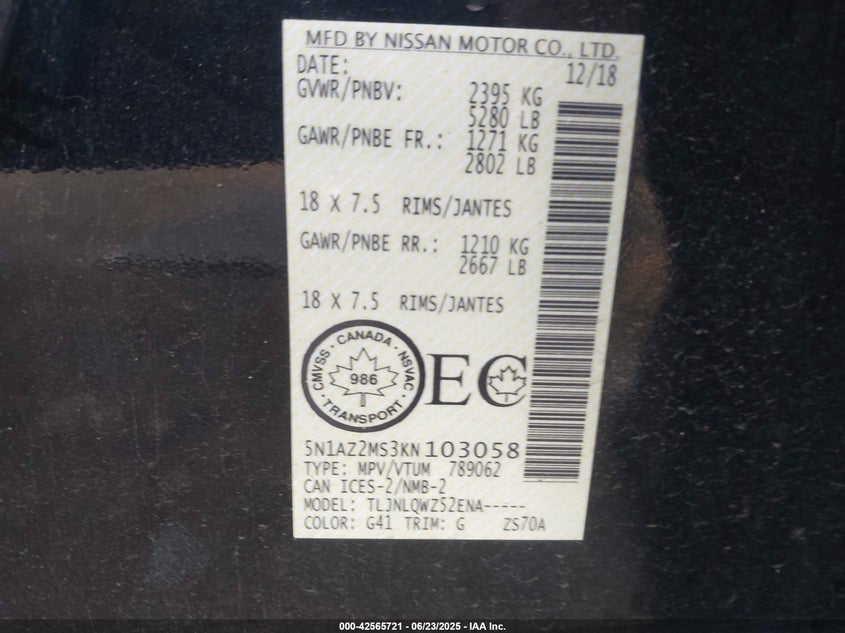 MFD BY NISSAN MOTOR CO., LTD.
DATE: 12/18
GVWR/PNBV: 2395 KG
5280 LB
GAWR/PNBE FR.: 1271 KG
2802 LB
18 X 7.5 RIMS/JANTES
GAWR/PNBE RR.: 1210 KG
2667 LB
18 X 7.5 RIMS/JANTES
CMVSS · CANADA · NSVAC
986
· TRANSPORT ·
EC
5N1AZ2MS3KN103058
TYPE: MPV/VTUM 789062
CAN ICES-2/NMB-2
MODEL: TLJNLQWZ52ENA-----
COLOR: G41 TRIM: G ZS70A
000-42565721 - 06/23/2025 - IAA Inc.